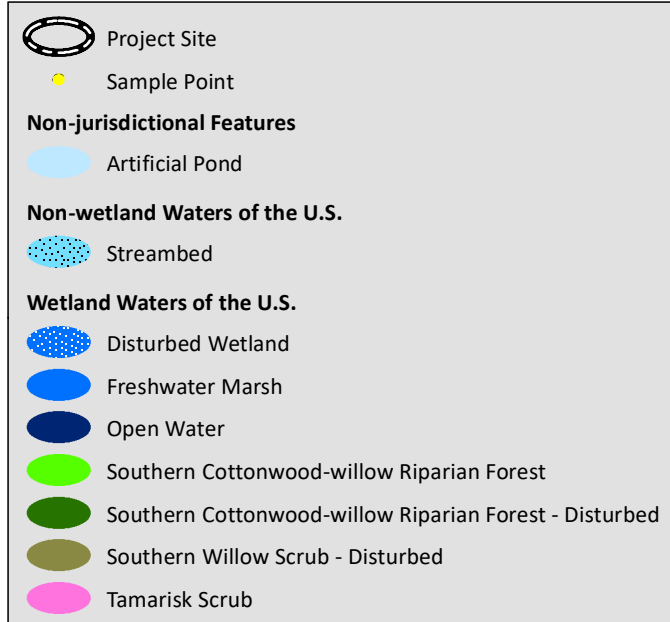 Project Site
Sample Point
Non-jurisdictional Features
Artificial Pond
Non-wetland Waters of the U.S.
Streambed
Wetland Waters of the U.S.
Disturbed Wetland
Freshwater Marsh
Open Water
Southern Cottonwood-willow Riparian Forest
Southern Cottonwood-willow Riparian Forest - Disturbed
Southern Willow Scrub - Disturbed
Tamarisk Scrub